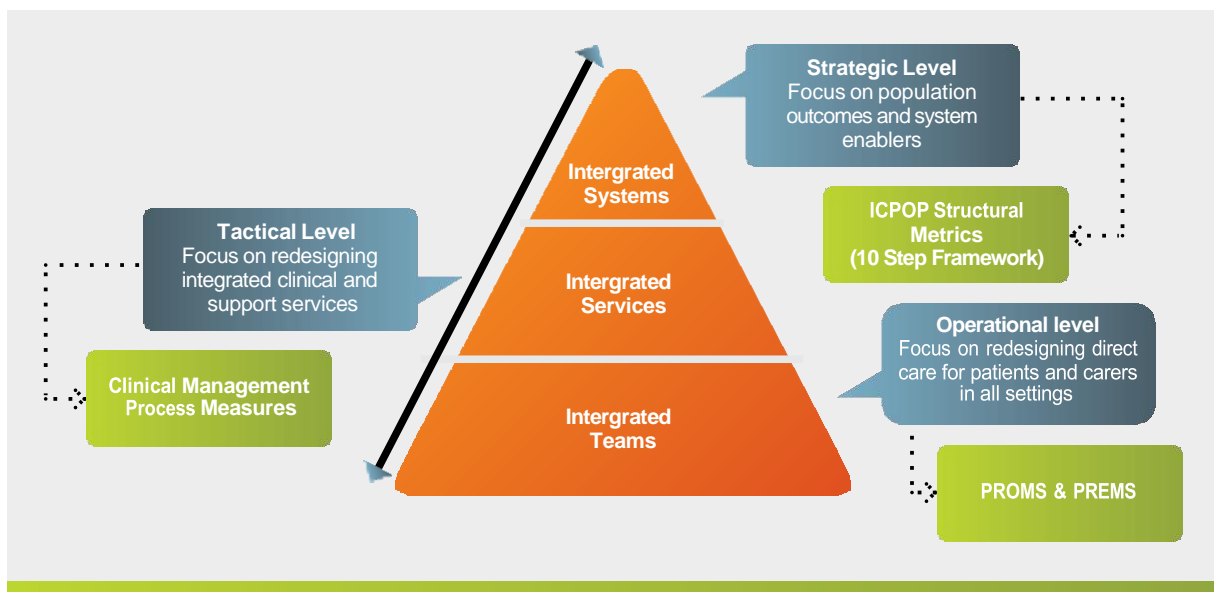 Strategic Level
Focus on population
outcomes and system
enablers
Intergrated
Systems
ICPOP Structural
Metrics
(10 Step Framework)
Tactical Level
Focus on redesigning
integrated clinical and
support services
Intergrated
Services
Operational level
Focus on redesigning direct
care for patients and carers
in all settings
Clinical Management
Process Measures
Intergrated
Teams
PROMS & PREMS